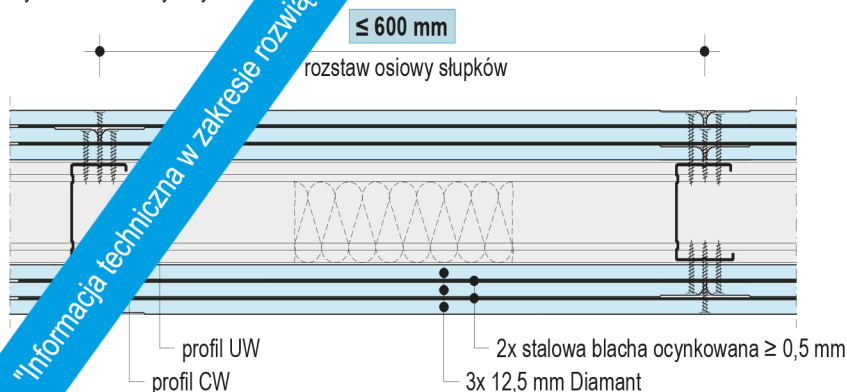 ≤ 600 mm
rozstaw osiowy słupków
"Informacja techniczna w zakresie
profil UW
2x stalowa blacha ocynkowana ≥ 0,5 mm
profil CW
3x 12,5 mm Diamant